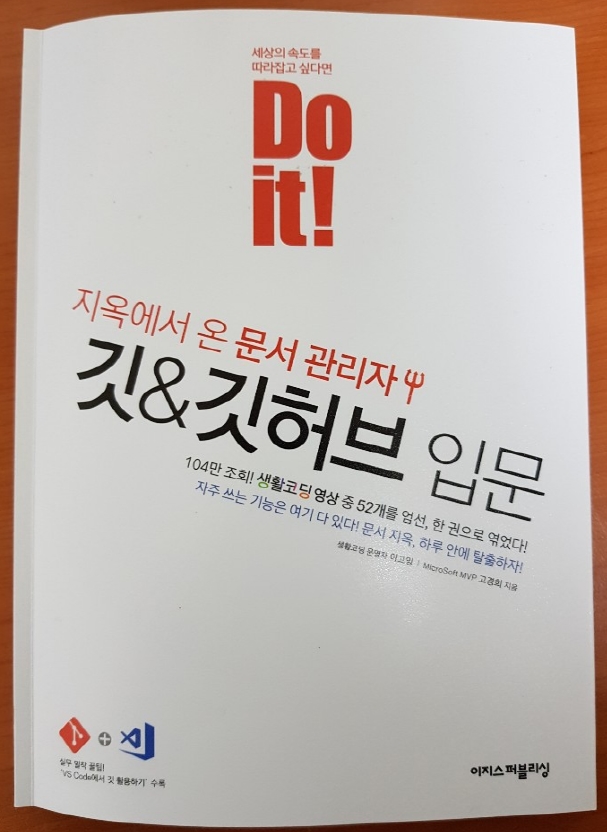 세상의 속도를
따라잡고 싶다면
Do
it!
지옥에서 온 문서 관리자
깃&깃허브 입문
104만 조회! 생활코딩 영상 중 52개를 엄선, 한 권으로 엮었다!
자주 쓰는 기능은 여기 다 있다! 문서 지옥, 하루 안에 탈출하자!
생활코딩 운영자 이고잉 | MicroSoft MVP 고경희 지음
실무 밀착 꿀팁!
"VS Code에서 깃 활용하기" 수록
이지스퍼블리싱